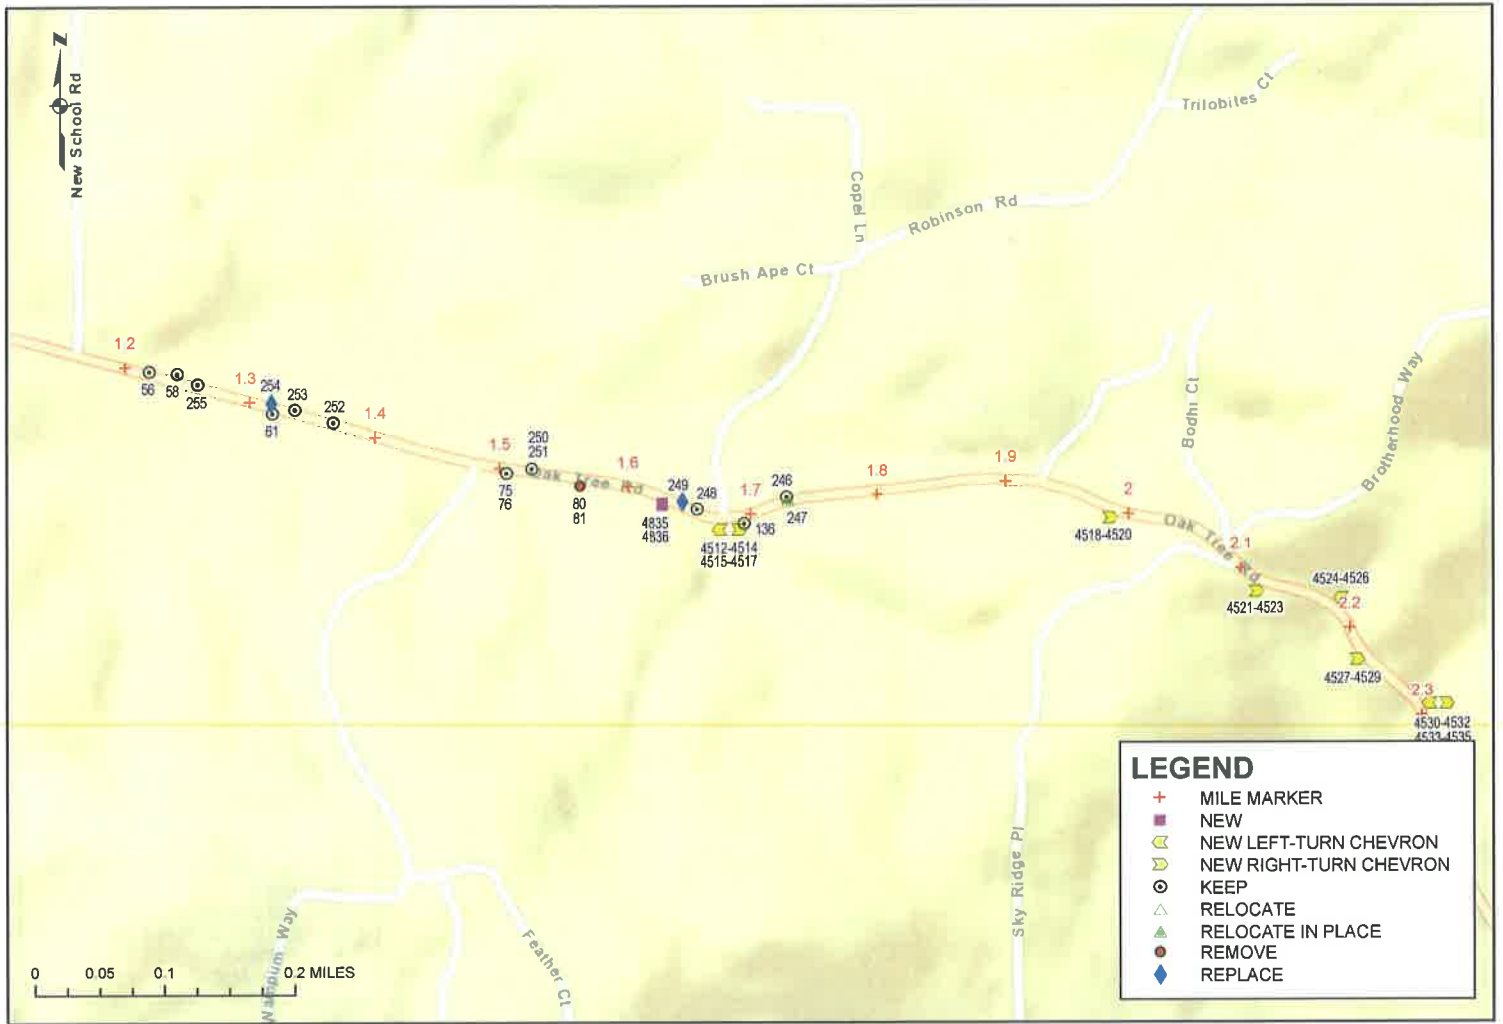 N
New School Rd
Trilobites Ct
Copel Ln
Robinson Rd
Brush Ape Ct
1.2
56
58
255
1.3
254
61
253
252
1.4
1.5
250
251
75
76
Oak Tree Rd
80
81
1.6
4835
4836
249
248
1.7
136
4512-4514
4515-4517
246
247
1.8
1.9
2
4518-4520
Oak Tree Rd
Bodhi Ct
Brotherhood Way
2.1
4521-4523
4524-4526
2.2
4527-4529
2.3
4530-4532
4533-4535
Sky Ridge Pl
Wampum Way
Feather Ct
0 0.05 0.1 0.2 MILES
LEGEND
MILE MARKER
NEW
NEW LEFT-TURN CHEVRON
NEW RIGHT-TURN CHEVRON
KEEP
RELOCATE
RELOCATE IN PLACE
REMOVE
REPLACE